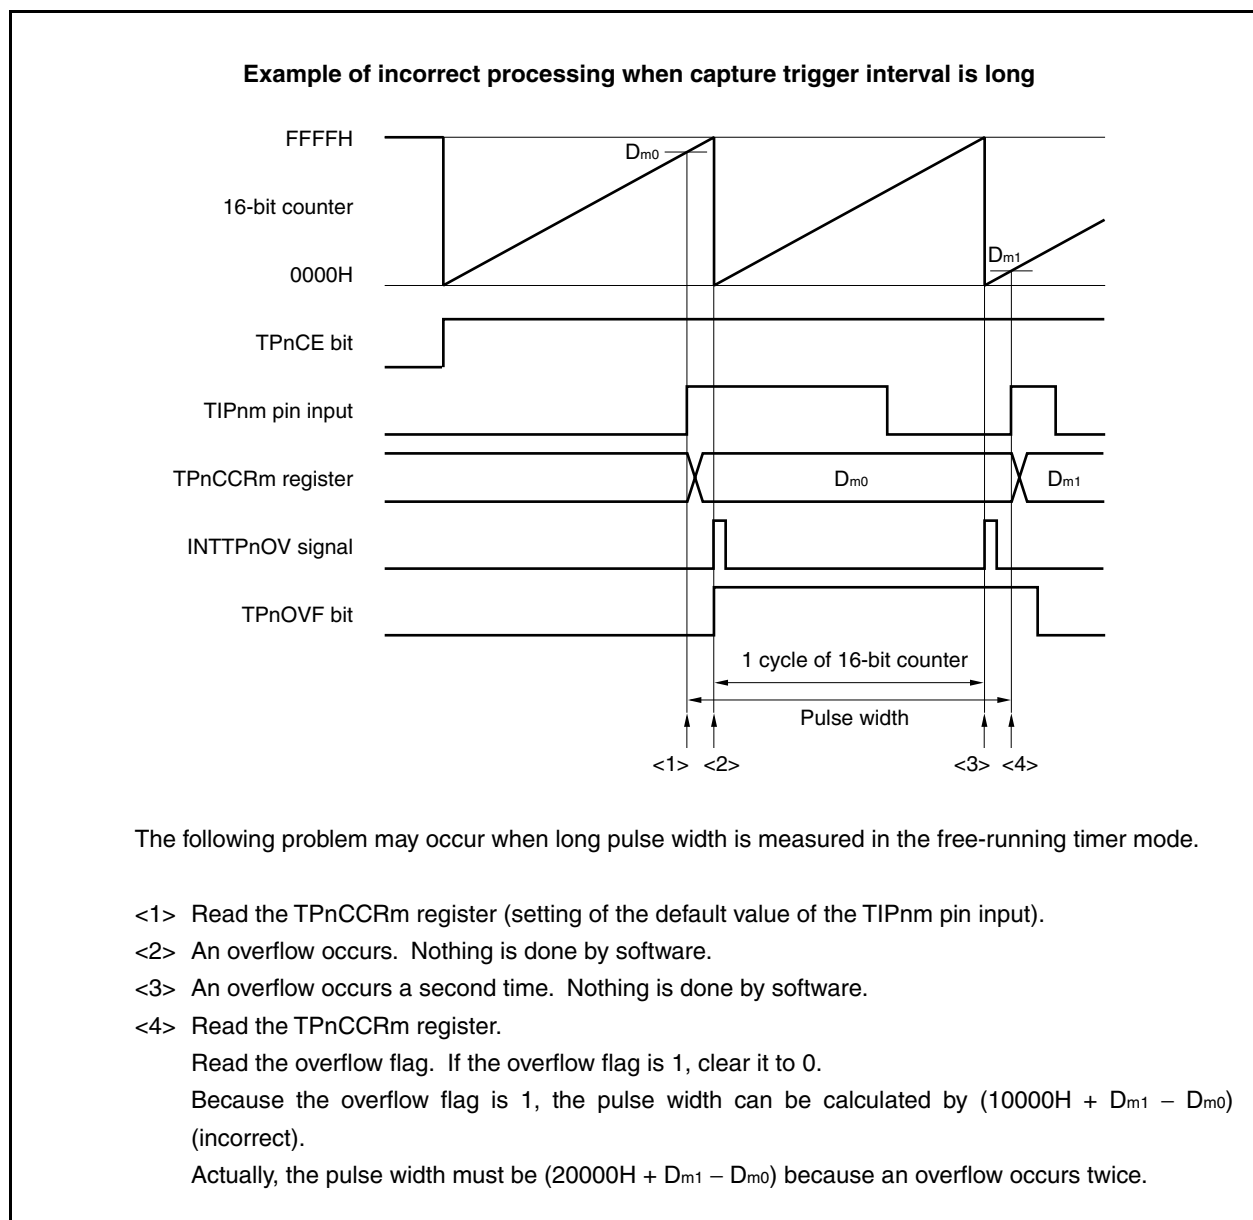 Example of incorrect processing when capture trigger interval is long
FFFFH
Dm0
16-bit counter
Dm1
0000H
TPnCE bit
TIPnm pin input
TPnCCRm register
Dm0
Dm1
INTTPnOV signal
TPnOVF bit
1 cycle of 16-bit counter
Pulse width
<1> <2> <3> <4>
The following problem may occur when long pulse width is measured in the free-running timer mode.
<1> Read the TPnCCRm register (setting of the default value of the TIPnm pin input).
<2> An overflow occurs. Nothing is done by software.
<3> An overflow occurs a second time. Nothing is done by software.
<4> Read the TPnCCRm register.
Read the overflow flag. If the overflow flag is 1, clear it to 0.
Because the overflow flag is 1, the pulse width can be calculated by (10000H + Dm1 – Dm0)
(incorrect).
Actually, the pulse width must be (20000H + Dm1 – Dm0) because an overflow occurs twice.